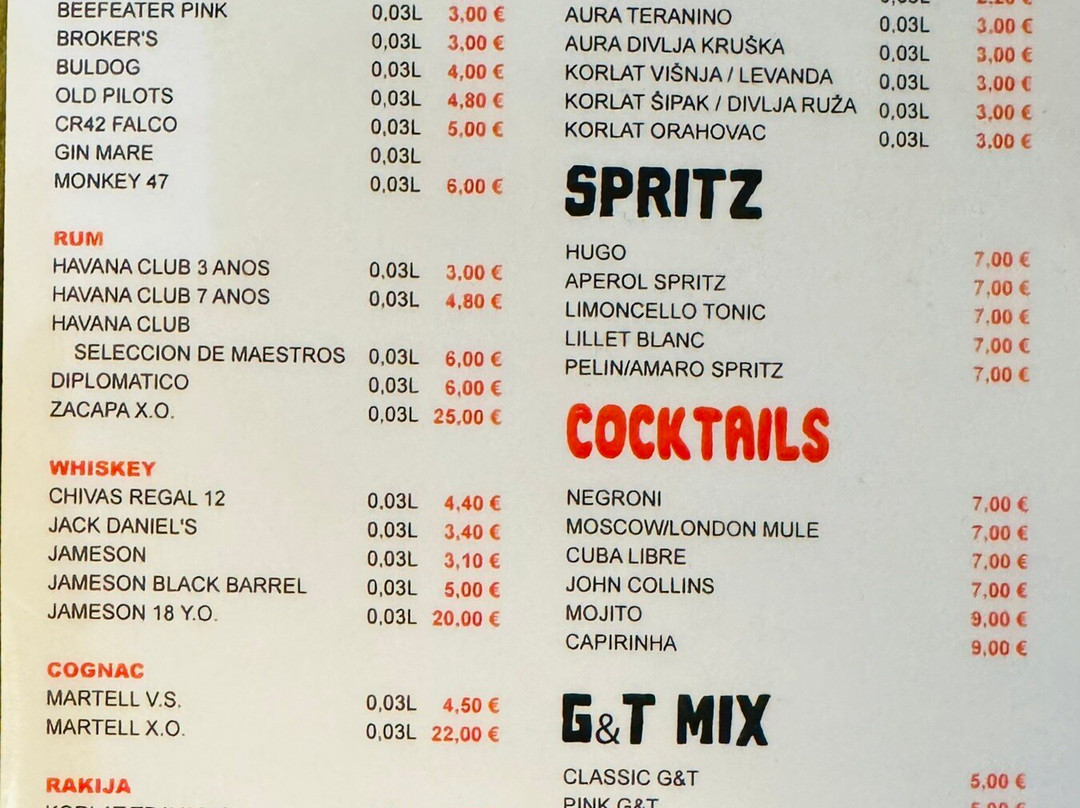 BEEFEATER PINK 0,03L 3,00 €
BROKER'S 0,03L 3,00 €
BULDOG 0,03L 4,00 €
OLD PILOTS 0,03L 4,80 €
CR42 FALCO 0,03L 5,00 €
GIN MARE 0,03L
MONKEY 47 0,03L 6,00 €
RUM
HAVANA CLUB 3 ANOS 0,03L 3,00 €
HAVANA CLUB 7 ANOS 0,03L 4,80 €
HAVANA CLUB
SELECCION DE MAESTROS 0,03L 6,00 €
DIPLOMATICO 0,03L 6,00 €
ZACAPA X.O. 0,03L 25,00 €
WHISKEY
CHIVAS REGAL 12 0,03L 4,40 €
JACK DANIEL'S 0,03L 3,40 €
JAMESON 0,03L 3,10 €
JAMESON BLACK BARREL 0,03L 5,00 €
JAMESON 18 Y.O. 0,03L 20,00 €
COGNAC
MARTELL V.S. 0,03L 4,50 €
MARTELL X.O. 0,03L 22,00 €
RAKIJA
AURA TERANINO 0,03L 3,00 €
AURA DIVLJA KRUŠKA 0,03L 3,00 €
KORLAT VIŠNJA / LEVANDA 0,03L 3,00 €
KORLAT ŠIPAK / DIVLJA RUŽA 0,03L 3,00 €
KORLAT ORAHOVAC 0,03L 3.00 €
SPRITZ
HUGO 7,00 €
APEROL SPRITZ 7,00 €
LIMONCELLO TONIC 7,00 €
LILLET BLANC 7,00 €
PELIN/AMARO SPRITZ 7,00 €
COCKTAILS
NEGRONI 7,00 €
MOSCOW/LONDON MULE 7,00 €
CUBA LIBRE 7,00 €
JOHN COLLINS 7,00 €
MOJITO 9,00 €
CAPIRINHA 9,00 €
G&T MIX
CLASSIC G&T 5,00 €
PINK G&T